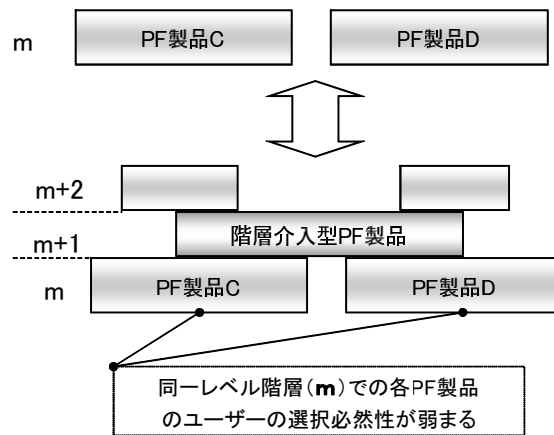 m
PF製品C
PF製品D
m+2
m+1
階層介入型PF製品
m
PF製品C
PF製品D
同一レベル階層(m)での各PF製品
のユーザーの選択必然性が弱まる